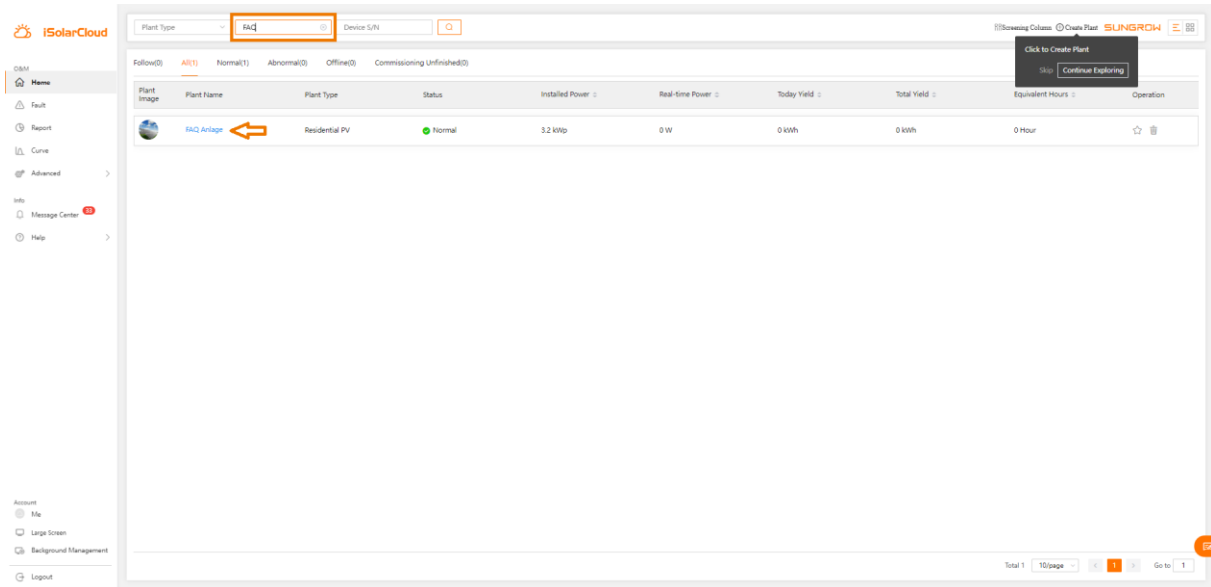 iSolarCloud
Plant Type FAQ Device S/N
Screening Column Create Plant SUNGROW
Click to Create Plant
Skip Continue Exploring
O&M
Home
Fault
Report
Curve
Advanced
Info
Message Center 33
Help
Follow(0) All(1) Normal(1) Abnormal(0) Offline(0) Commissioning Unfinished(0)
Plant Image Plant Name Plant Type Status Installed Power Real-time Power Today Yield Total Yield Equivalent Hours Operation
FAQ Anlage Residential PV Normal 3.2 kWp 0 W 0 kWh 0 kWh 0 Hour
Account
Me
Large Screen
Background Management
Logout
Total 1 10/page 1 Go to 1